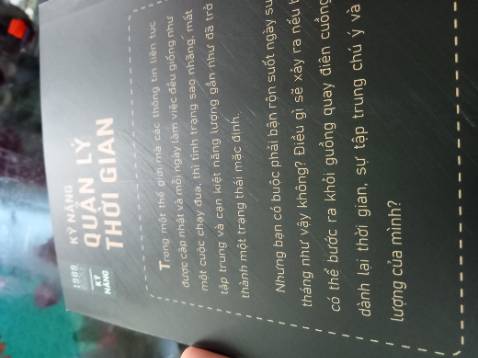 1989
KỸ
NĂNG
KỸ NĂNG
QUẢN LÝ
THỜI GIAN
Trong một thế giới mà các thông tin liên tục
được cập nhật và mỗi ngày làm việc đều giống như
một cuộc chạy đua, thì tình trạng sao nhãng, mất
tập trung và cạn kiệt năng lượng gần như đã trở
thành một trạng thái mặc định.
Nhưng bạn có buộc phải bận rộn suốt ngày
tháng như vậy không? Điều gì sẽ xảy ra nếu
có thể bước ra khỏi guồng quay điên cuồng
dành lại thời gian, sự tập trung chú ý và
lượng của mình?